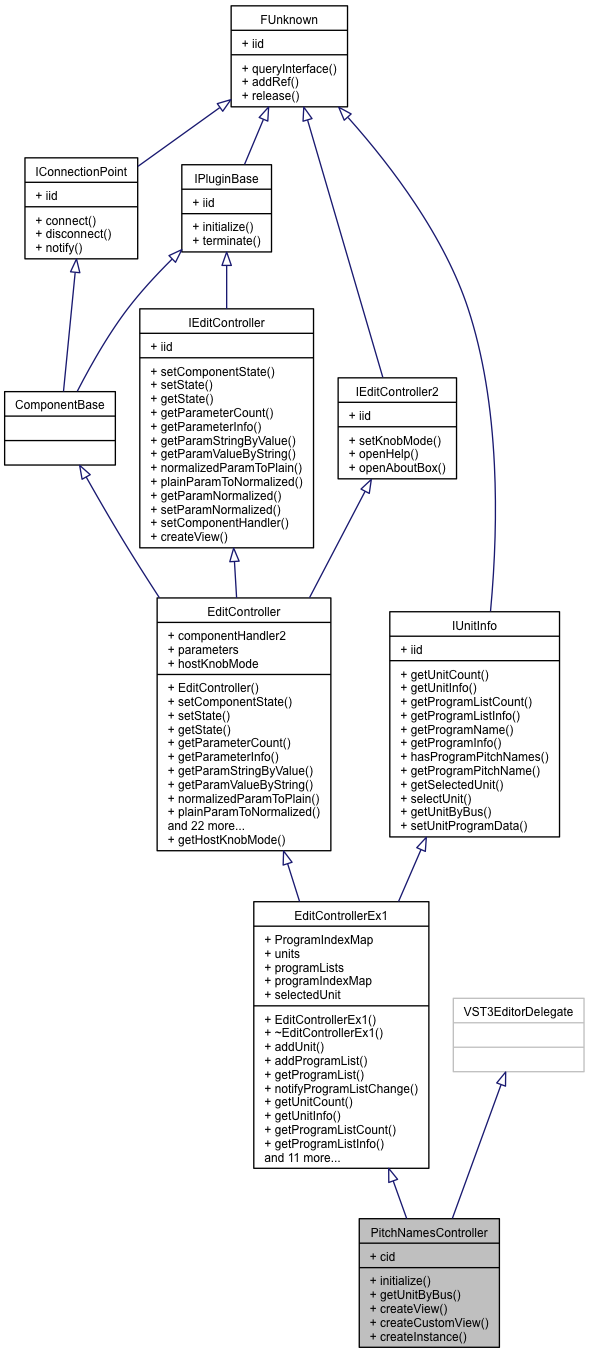 FUnknown
+ iid
+ queryInterface()
+ addRef()
+ release()
IConnectionPoint
+ iid
+ connect()
+ disconnect()
+ notify()
IPluginBase
+ iid
+ initialize()
+ terminate()
IEditController
+ iid
+ setComponentState()
+ setState()
+ getState()
+ getParameterCount()
+ getParameterInfo()
+ getParamStringByValue()
+ getParamValueByString()
+ normalizedParamToPlain()
+ plainParamToNormalized()
+ getParamNormalized()
+ setParamNormalized()
+ setComponentHandler()
+ createView()
IEditController2
+ iid
+ setKnobMode()
+ openHelp()
+ openAboutBox()
ComponentBase
EditController
+ componentHandler2
+ parameters
+ hostKnobMode
+ EditController()
+ setComponentState()
+ setState()
+ getState()
+ getParameterCount()
+ getParameterInfo()
+ getParamStringByValue()
+ getParamValueByString()
+ normalizedParamToPlain()
+ plainParamToNormalized()
and 22 more...
+ getHostKnobMode()
IUnitInfo
+ iid
+ getUnitCount()
+ getUnitInfo()
+ getProgramListCount()
+ getProgramListInfo()
+ getProgramName()
+ getProgramInfo()
+ hasProgramPitchNames()
+ getProgramPitchName()
+ getSelectedUnit()
+ selectUnit()
+ getUnitByBus()
+ setUnitProgramData()
EditControllerEx1
+ ProgramIndexMap
+ units
+ programLists
+ programIndexMap
+ selectedUnit
+ EditControllerEx1()
+ ~EditControllerEx1()
+ addUnit()
+ addProgramList()
+ getProgramList()
+ notifyProgramListChange()
+ getUnitCount()
+ getUnitInfo()
+ getProgramListCount()
+ getProgramListInfo()
and 11 more...
VST3EditorDelegate
PitchNamesController
+ cid
+ initialize()
+ getUnitByBus()
+ createView()
+ createCustomView()
+ createInstance()